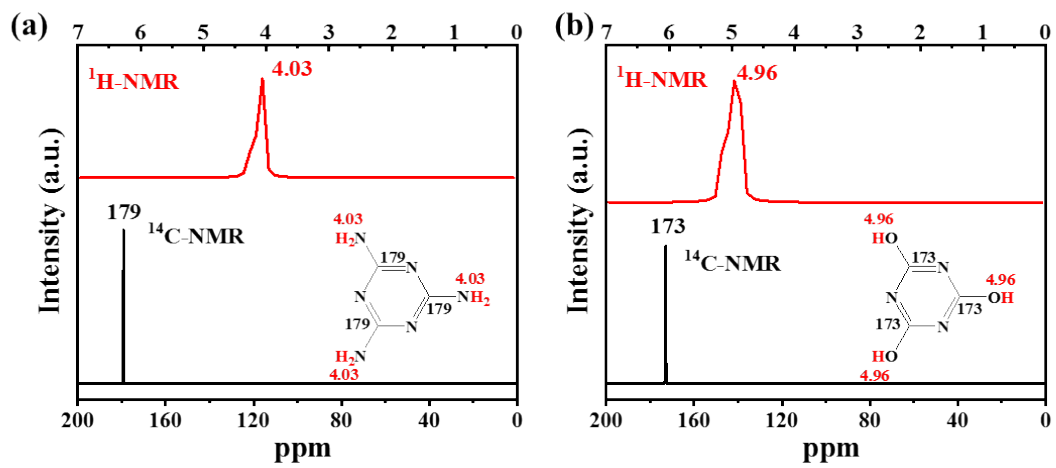 (a)
7 6 5 4 3 2 1 0
4.03
¹H-NMR
Intensity (a.u.)
179
¹⁴C-NMR
4.03
H₂N
179
N
4.03
N
NH₂
179
179
N
H₂N
4.03
200 160 120 80 40 0
ppm
(b)
7 6 5 4 3 2 1 0
4.96
¹H-NMR
Intensity (a.u.)
173
¹⁴C-NMR
4.96
HO
173
N
4.96
N
OH
173
173
N
HO
4.96
200 160 120 80 40 0
ppm